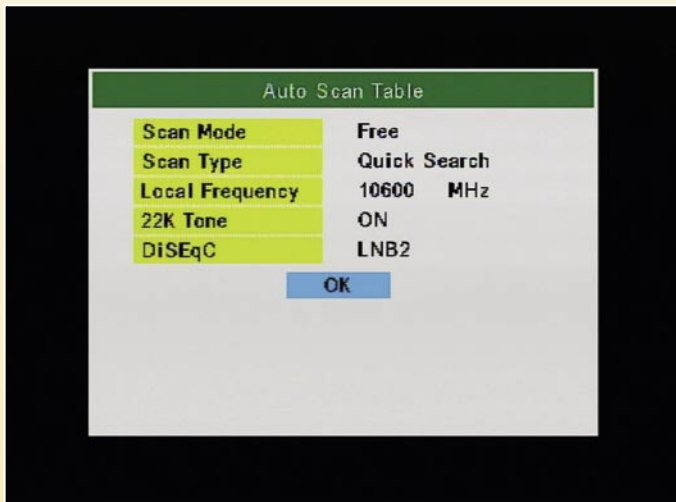 Auto Scan Table
Scan Mode Free
Scan Type Quick Search
Local Frequency 10600 MHz
22K Tone ON
DiSEqC LNB2
OK